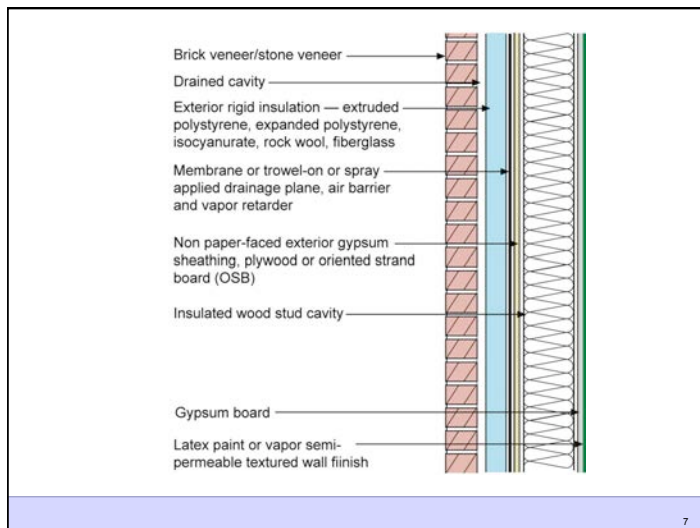 Brick veneer/stone veneer
Drained cavity
Exterior rigid insulation — extruded
polystyrene, expanded polystyrene,
isocyanurate, rock wool, fiberglass
Membrane or trowel-on or spray
applied drainage plane, air barrier
and vapor retarder
Non paper-faced exterior gypsum
sheathing, plywood or oriented strand
board (OSB)
Insulated wood stud cavity
Gypsum board
Latex paint or vapor semi-
permeable textured wall fiinish
7